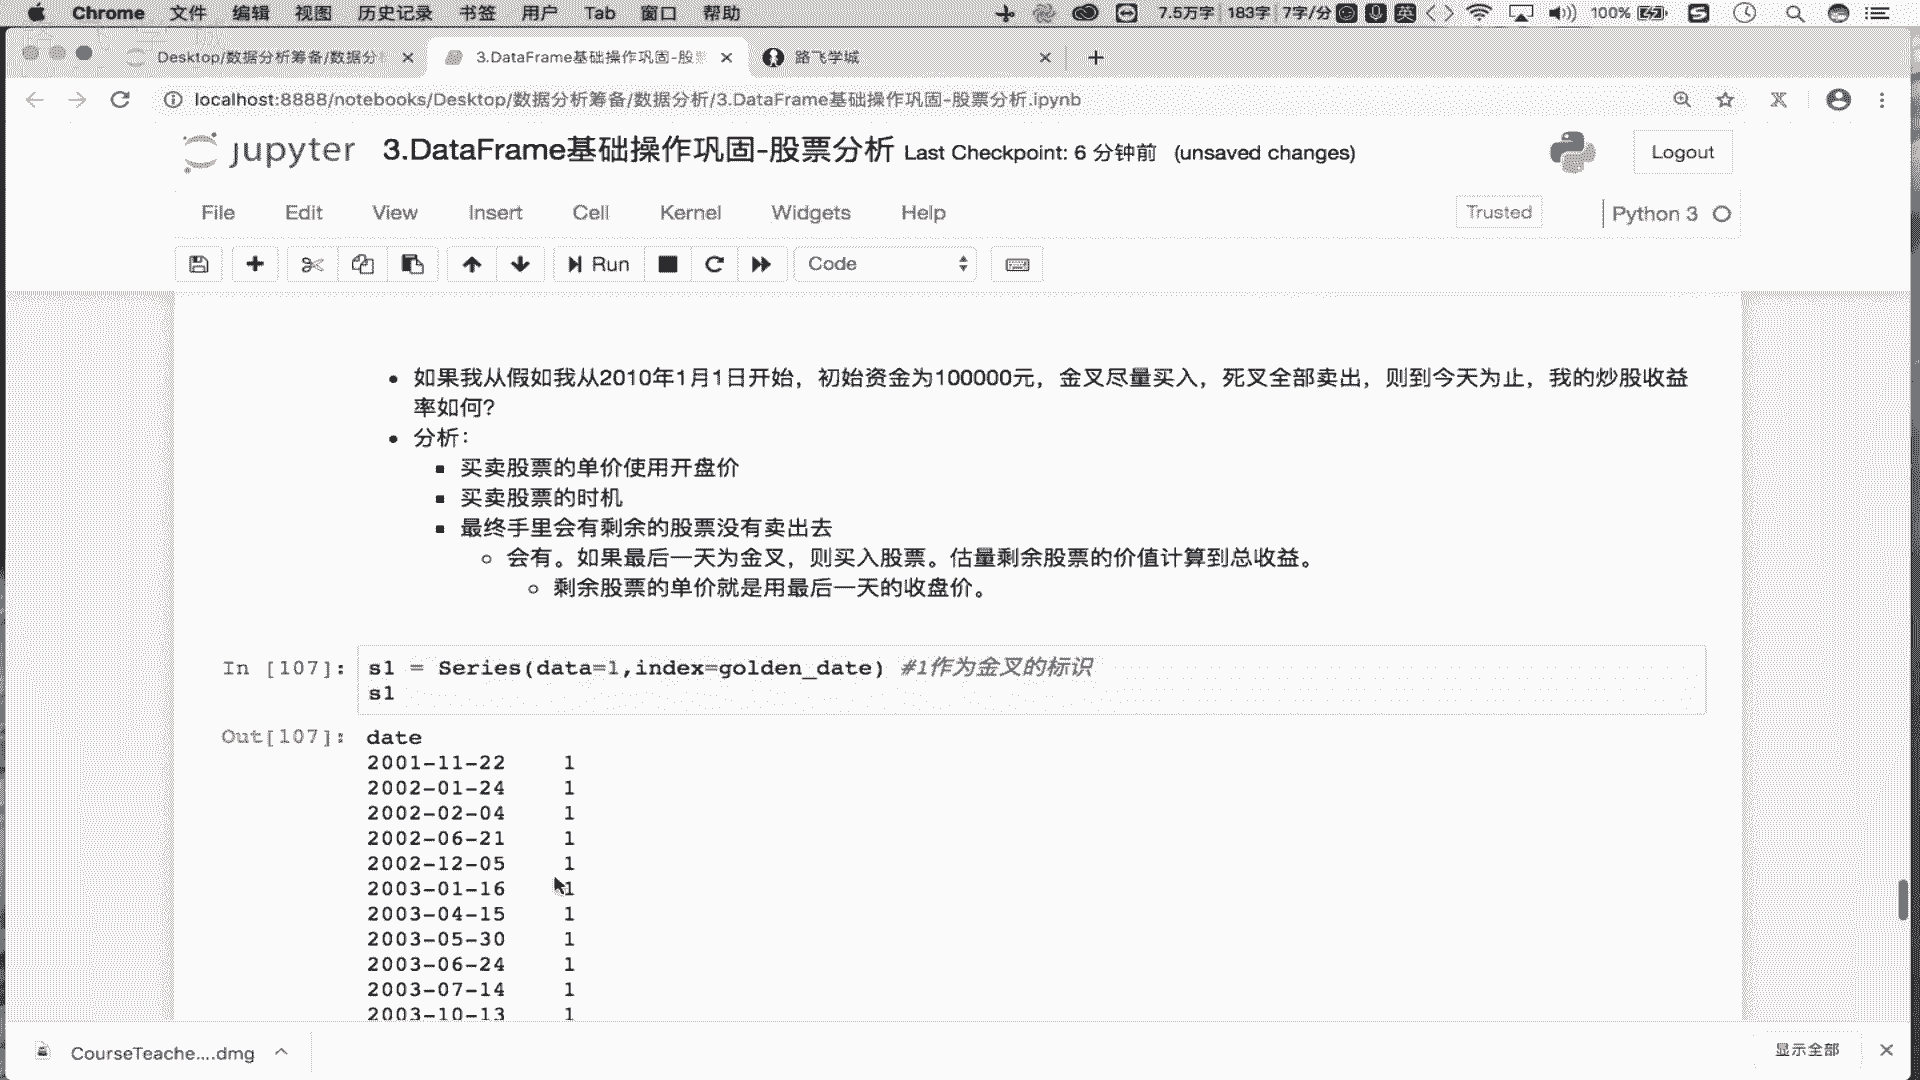 Chrome 文件 编辑 视图 历史记录 书签 用户 Tab 窗口 帮助 7.5万字 183字 7字/分 英 100%
Desktop/数据分析筹备/数据分 3.DataFrame基础操作巩固-股 路飞学城
localhost:8888/notebooks/Desktop/数据分析筹备/数据分析/3.DataFrame基础操作巩固-股票分析.ipynb
jupyter 3.DataFrame基础操作巩固-股票分析 Last Checkpoint: 6 分钟前 (unsaved changes) Logout
File Edit View Insert Cell Kernel Widgets Help Trusted Python 3
Run Code
• 如果我从假如我从2010年1月1日开始，初始资金为100000元，金叉尽量买入，死叉全部卖出，则到今天为止，我的炒股收益
率如何?
• 分析：
▪ 买卖股票的单价使用开盘价
▪ 买卖股票的时机
▪ 最终手里会有剩余的股票没有卖出去
◦ 会有。如果最后一天为金叉，则买入股票。估量剩余股票的价值计算到总收益。
◦ 剩余股票的单价就是用最后一天的收盘价。
In [107]: s1 = Series(data=1,index=golden_date) #1作为金叉的标识
s1
Out[107]: date
2001-11-22 1
2002-01-24 1
2002-02-04 1
2002-06-21 1
2002-12-05 1
2003-01-16 1
2003-04-15 1
2003-05-30 1
2003-06-24 1
2003-07-14 1
2003-10-13 1
CourseTeache....dmg 显示全部